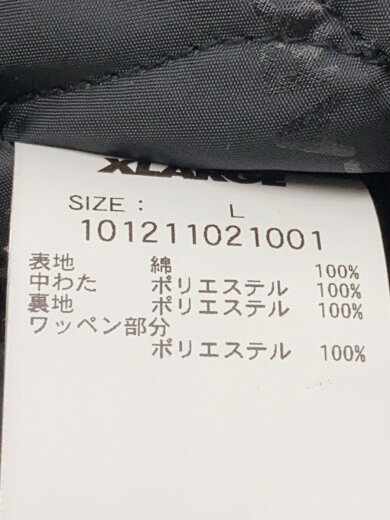 XLARGE
SIZE : L
101211021001
表地 綿 100%
中わた ポリエステル 100%
裏地 ポリエステル 100%
ワッペン部分
ポリエステル 100%